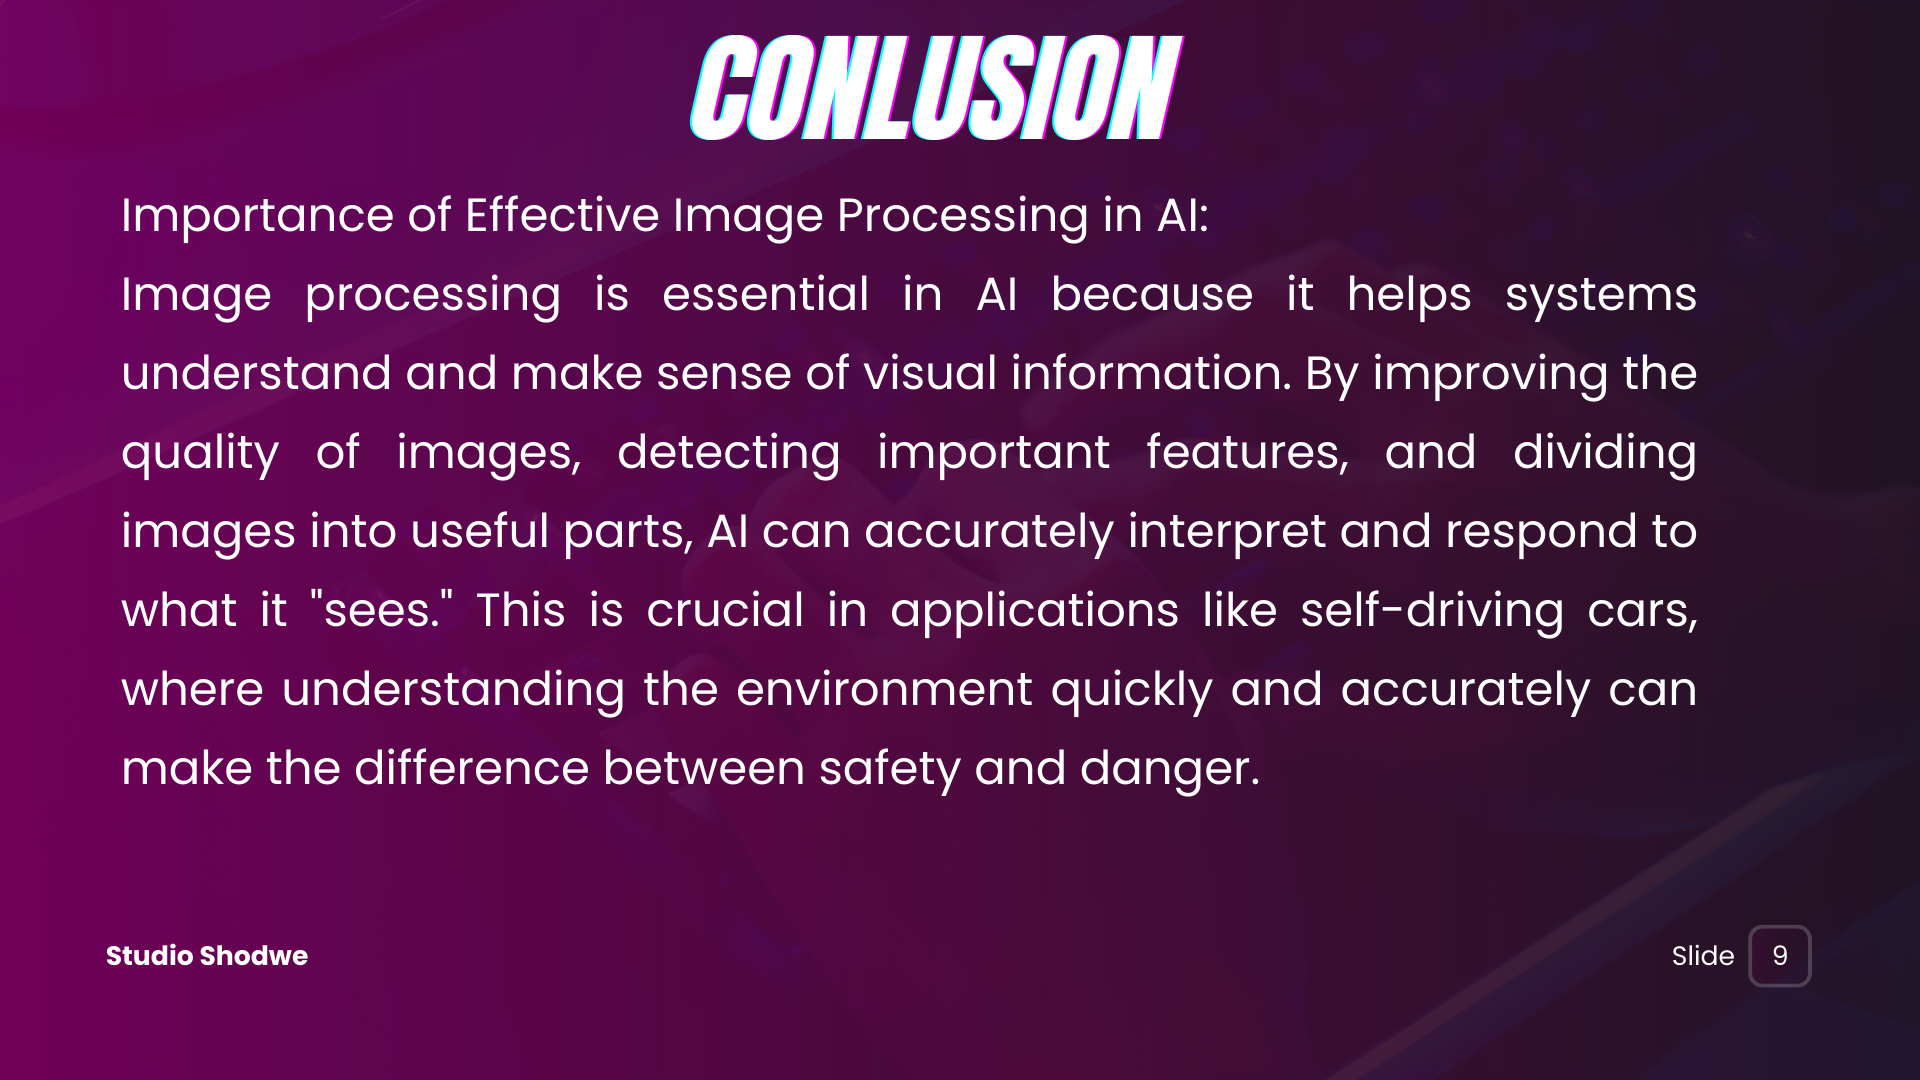 CONLUSION
Importance of Effective Image Processing in AI:
Image processing is essential in AI because it helps systems
understand and make sense of visual information. By improving the
quality of images, detecting important features, and dividing
images into useful parts, AI can accurately interpret and respond to
what it "sees." This is crucial in applications like self-driving cars,
where understanding the environment quickly and accurately can
make the difference between safety and danger.
Studio Shodwe
Slide 9